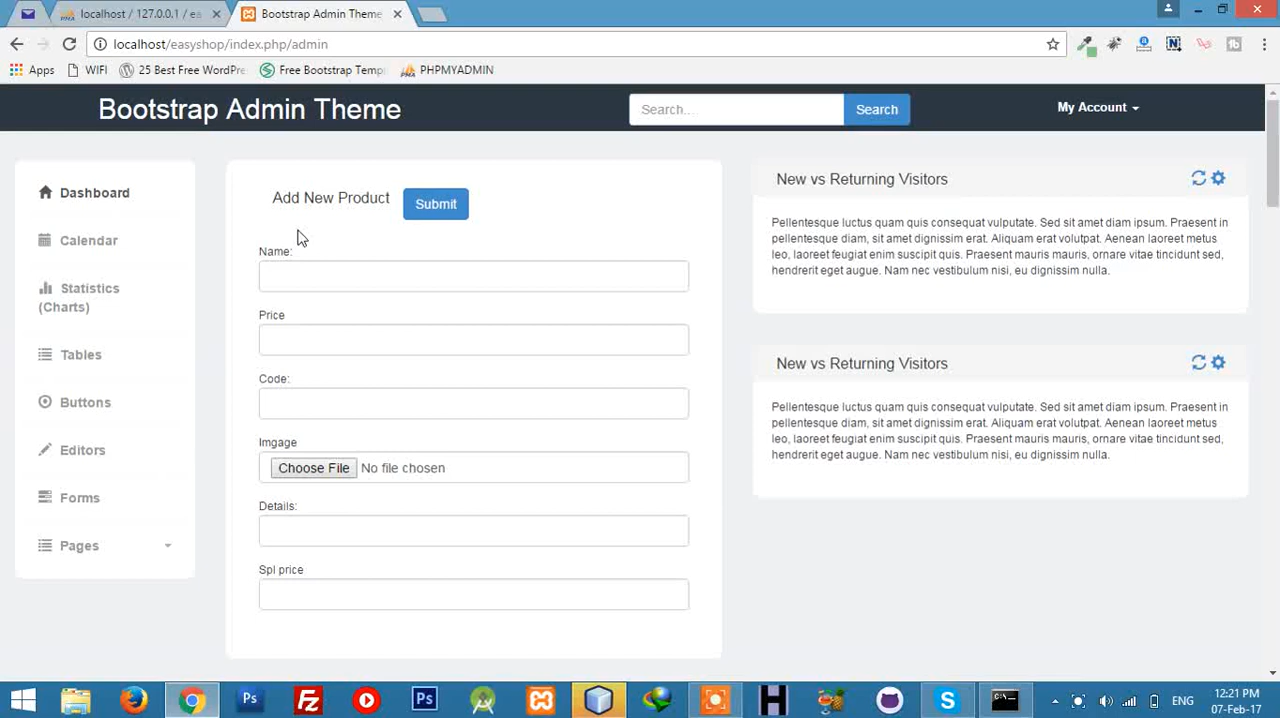 localhost / 127.0.0.1 / ea
Bootstrap Admin Theme
localhost/easyshop/index.php/admin
Apps
WIFI
25 Best Free WordPre
Free Bootstrap Temp
PHPMYADMIN
Bootstrap Admin Theme
Search..
Search
My Account
Dashboard
Calendar
Statistics
(Charts)
Tables
Buttons
Editors
Forms
Pages
Add New Product
Submit
Name:
Price
Code:
Imgage
Choose File No file chosen
Details:
Spl price
New vs Returning Visitors
Pellentesque luctus quam quis consequat vulputate. Sed sit amet diam ipsum. Praesent in
pellentesque diam, sit amet dignissim erat. Aliquam erat volutpat. Aenean laoreet metus
leo, laoreet feugiat enim suscipit quis. Praesent mauris mauris, ornare vitae tincidunt sed,
hendrerit eget augue. Nam nec vestibulum nisi, eu dignissim nulla.
New vs Returning Visitors
Pellentesque luctus quam quis consequat vulputate. Sed sit amet diam ipsum. Praesent in
pellentesque diam, sit amet dignissim erat. Aliquam erat volutpat. Aenean laoreet metus
leo, laoreet feugiat enim suscipit quis. Praesent mauris mauris, ornare vitae tincidunt sed,
hendrerit eget augue. Nam nec vestibulum nisi, eu dignissim nulla.
Ps
Fz
Ps
H
S
ENG
12:21 PM
07-Feb-17